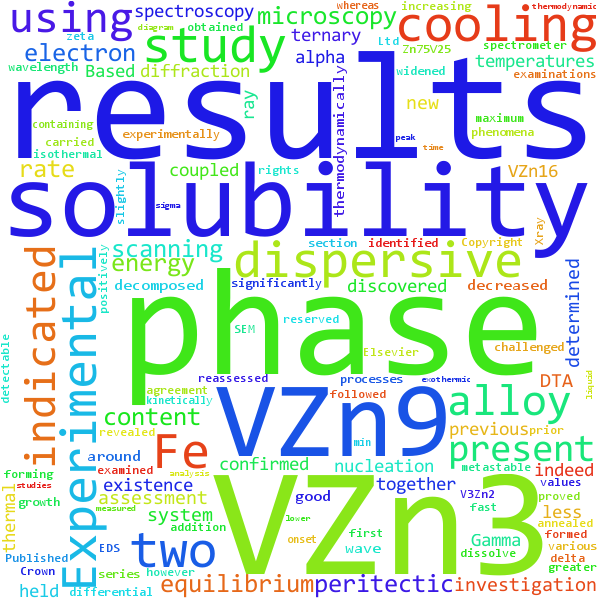 using spectroscopy microscopy increasing whereas thermodynamic
zeta diagram obtained ternary Ltd Zn75V25 cooling
electron study alpha widened spectrometer
wavelength Based diffraction temperatures examinations
results
containing experimentally ray new maximum phenomena
carried isothermal thermodynamically peak time
rate coupled rights VZn16
solubility
slightly sigma
positively scanning section identified Copyright Xray
indicated Experimental energy dispersive
decomposed significantly discovered decreased determined
phase
SEM reserved
detectable Elsevier challenged
reassessed processes exothermic DTA liquid
agreement kinetically followed
content VZn9 alloy
revealed min previous prior
Fe present
around confirmed nucleation metastable indeed
forming examined existence together V3Zn2 values
studies analysis
thermal growth assessment good fast proved
system VZn3 Gamma less annealed
addition measured lower first formed various
Published EDS two onset wave dissolve delta
Crown series however greater
held differential equilibrium peritectic investigation